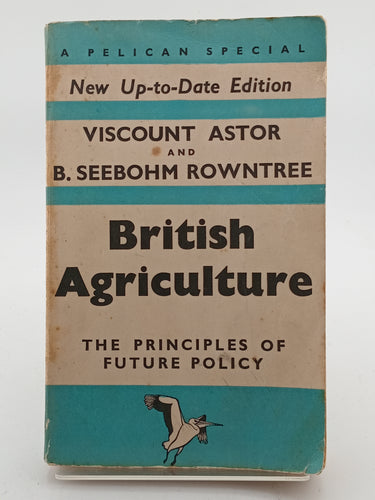 A PELICAN SPECIAL
New Up-to-Date Edition
VISCOUNT ASTOR
AND
B. SEEBOHM ROWNTREE
British
Agriculture
THE PRINCIPLES OF
FUTURE POLICY